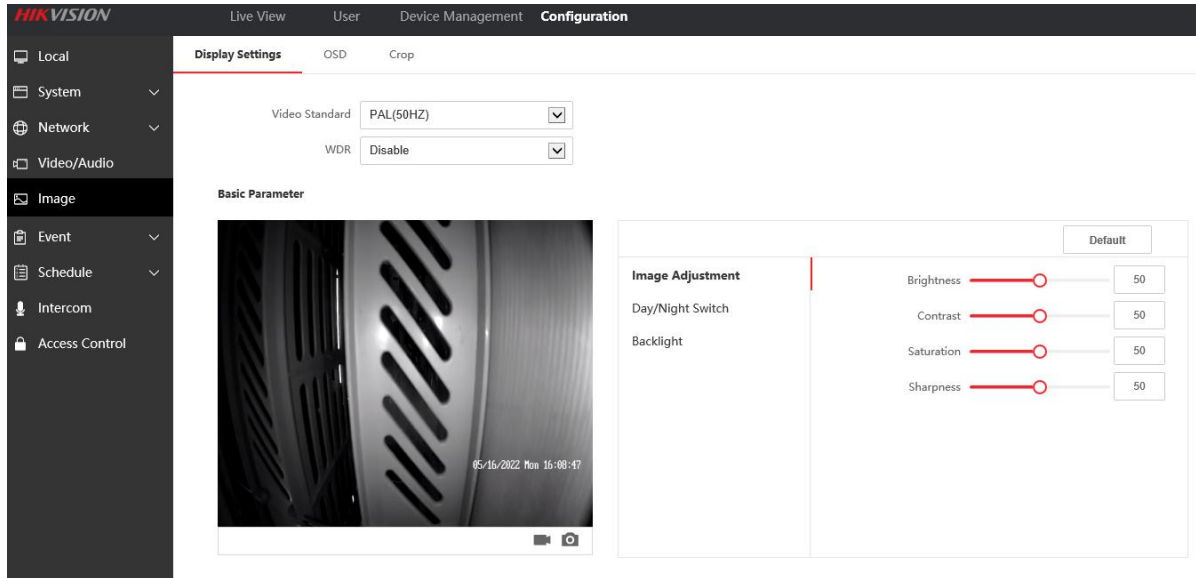 HIKVISION
Live View User Device Management Configuration
Local
System
Network
Video/Audio
Image
Event
Schedule
Intercom
Access Control
Display Settings OSD Crop
Video Standard PAL(50HZ)
WDR Disable
Basic Parameter
05/16/2022 Mon 16:08:47
Default
Image Adjustment
Day/Night Switch
Backlight
Brightness 50
Contrast 50
Saturation 50
Sharpness 50